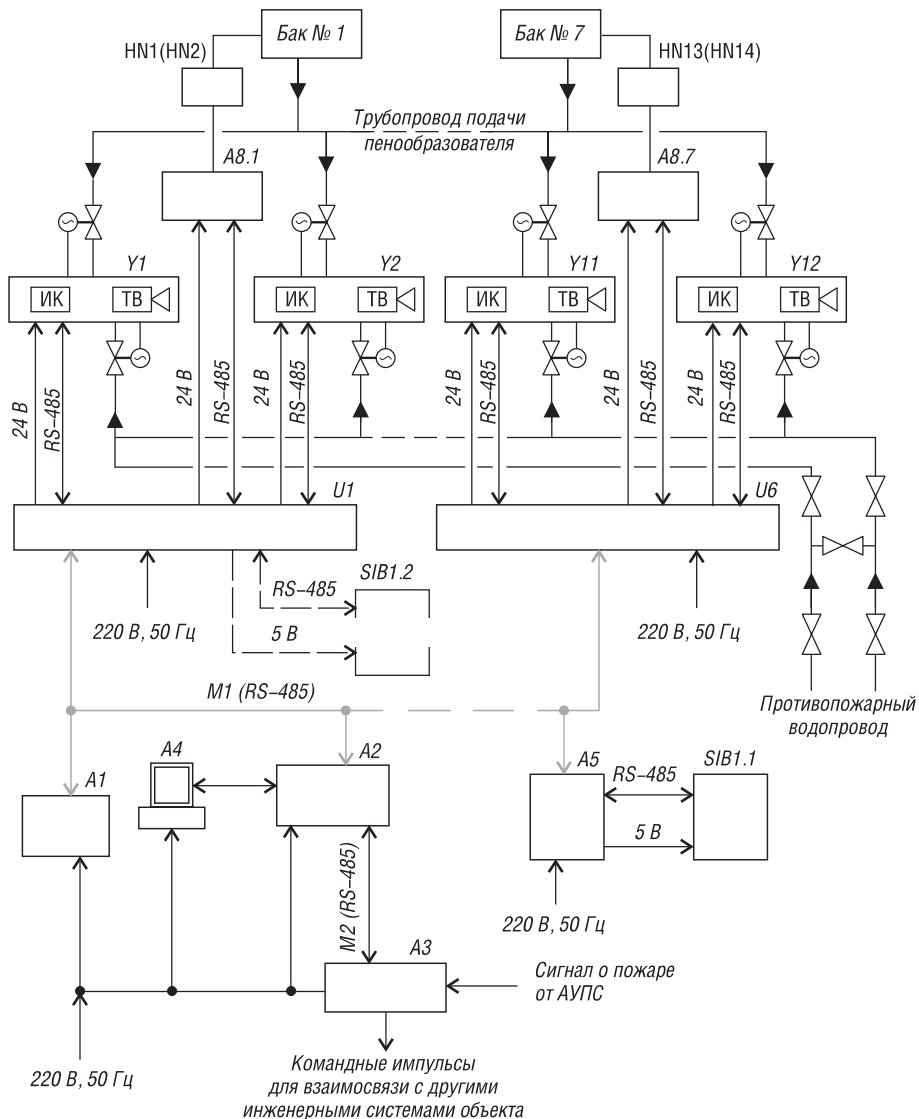 Бак № 1
Бак № 7
HN1(HN2)
HN13(HN14)
Трубопровод подачи
пенообразователя
A8.1
A8.7
Y1
Y2
Y11
Y12
ИК
ТВ
ИК
ТВ
ИК
ТВ
ИК
ТВ
24 В
RS–485
24 В
RS–485
24 В
RS–485
24 В
RS–485
24 В
RS–485
24 В
RS–485
U1
U6
SIB1.2
RS–485
5 В
220 В, 50 Гц
220 В, 50 Гц
M1 (RS–485)
Противопожарный
водопровод
A1
A4
A2
A5
SIB1.1
RS–485
5 В
M2 (RS–485)
220 В, 50 Гц
A3
Сигнал о пожаре
от АУПС
220 В, 50 Гц
Командные импульсы
для взаимосвязи с другими
инженерными системами объекта